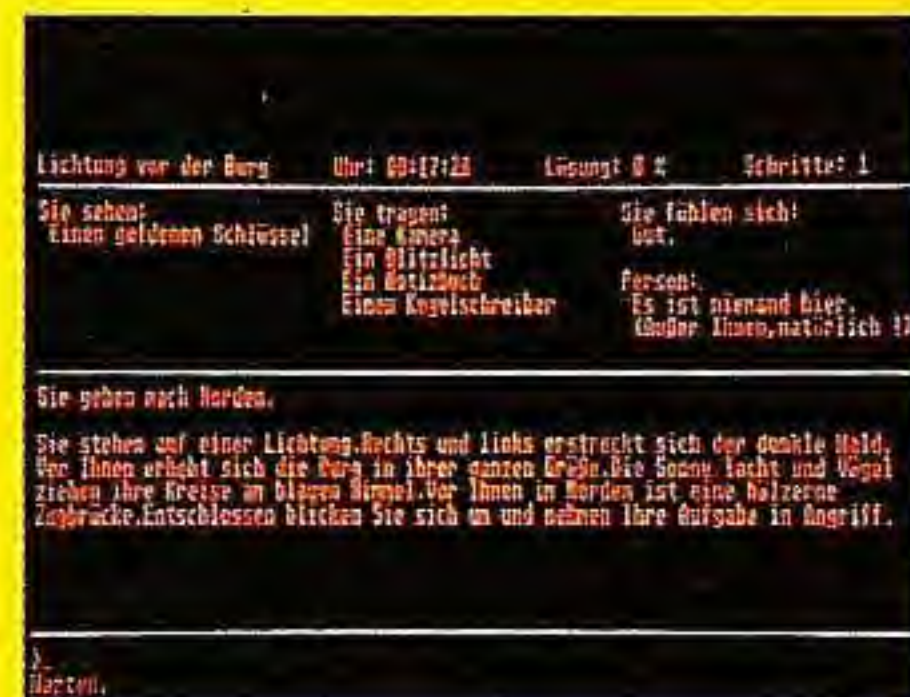 Lichtung vor der Burg Uhr: 09:17:28 Lösung: 0 % Schritte: 1
Sie sehen: Sie tragen: Sie fühlen sich:
Einen goldenen Schlüssel Eine Kamera Gut.
Ein Blitzlicht
Ein Notizbuch Person:
Einen Kugelschreiber Es ist niemand hier.
(Außer Ihnen,natürlich !)
Sie gehen nach Norden.
Sie stehen auf einer Lichtung.Rechts und links erstreckt sich der dunkle Wald.
Vor Ihnen erhebt sich die Burg in ihrer ganzen Größe.Die Sonne lacht und Vögel
ziehen ihre Kreise am blauen Himmel.Vor Ihnen im Norden ist eine hölzerne
Zugbrücke.Entschlossen blicken Sie sich um und nehmen Ihre Aufgabe in Angriff.
>_
Warten.